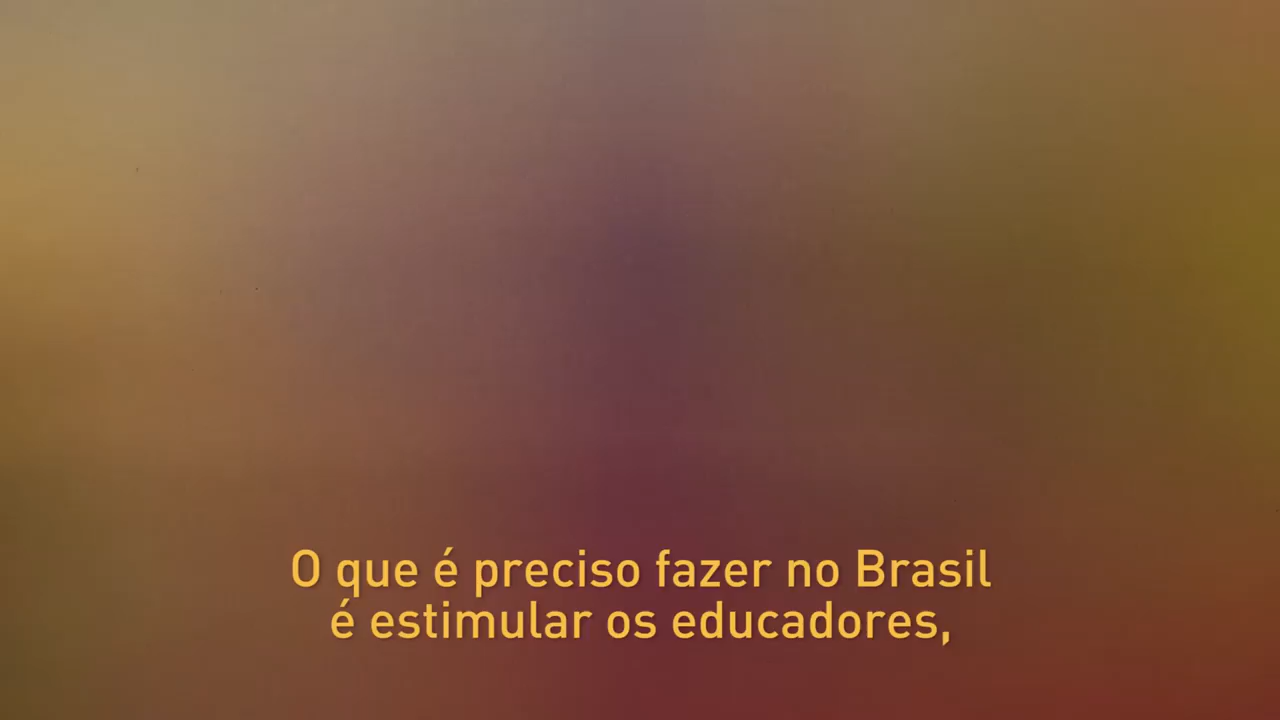 O que é preciso fazer no Brasil
é estimular os educadores,